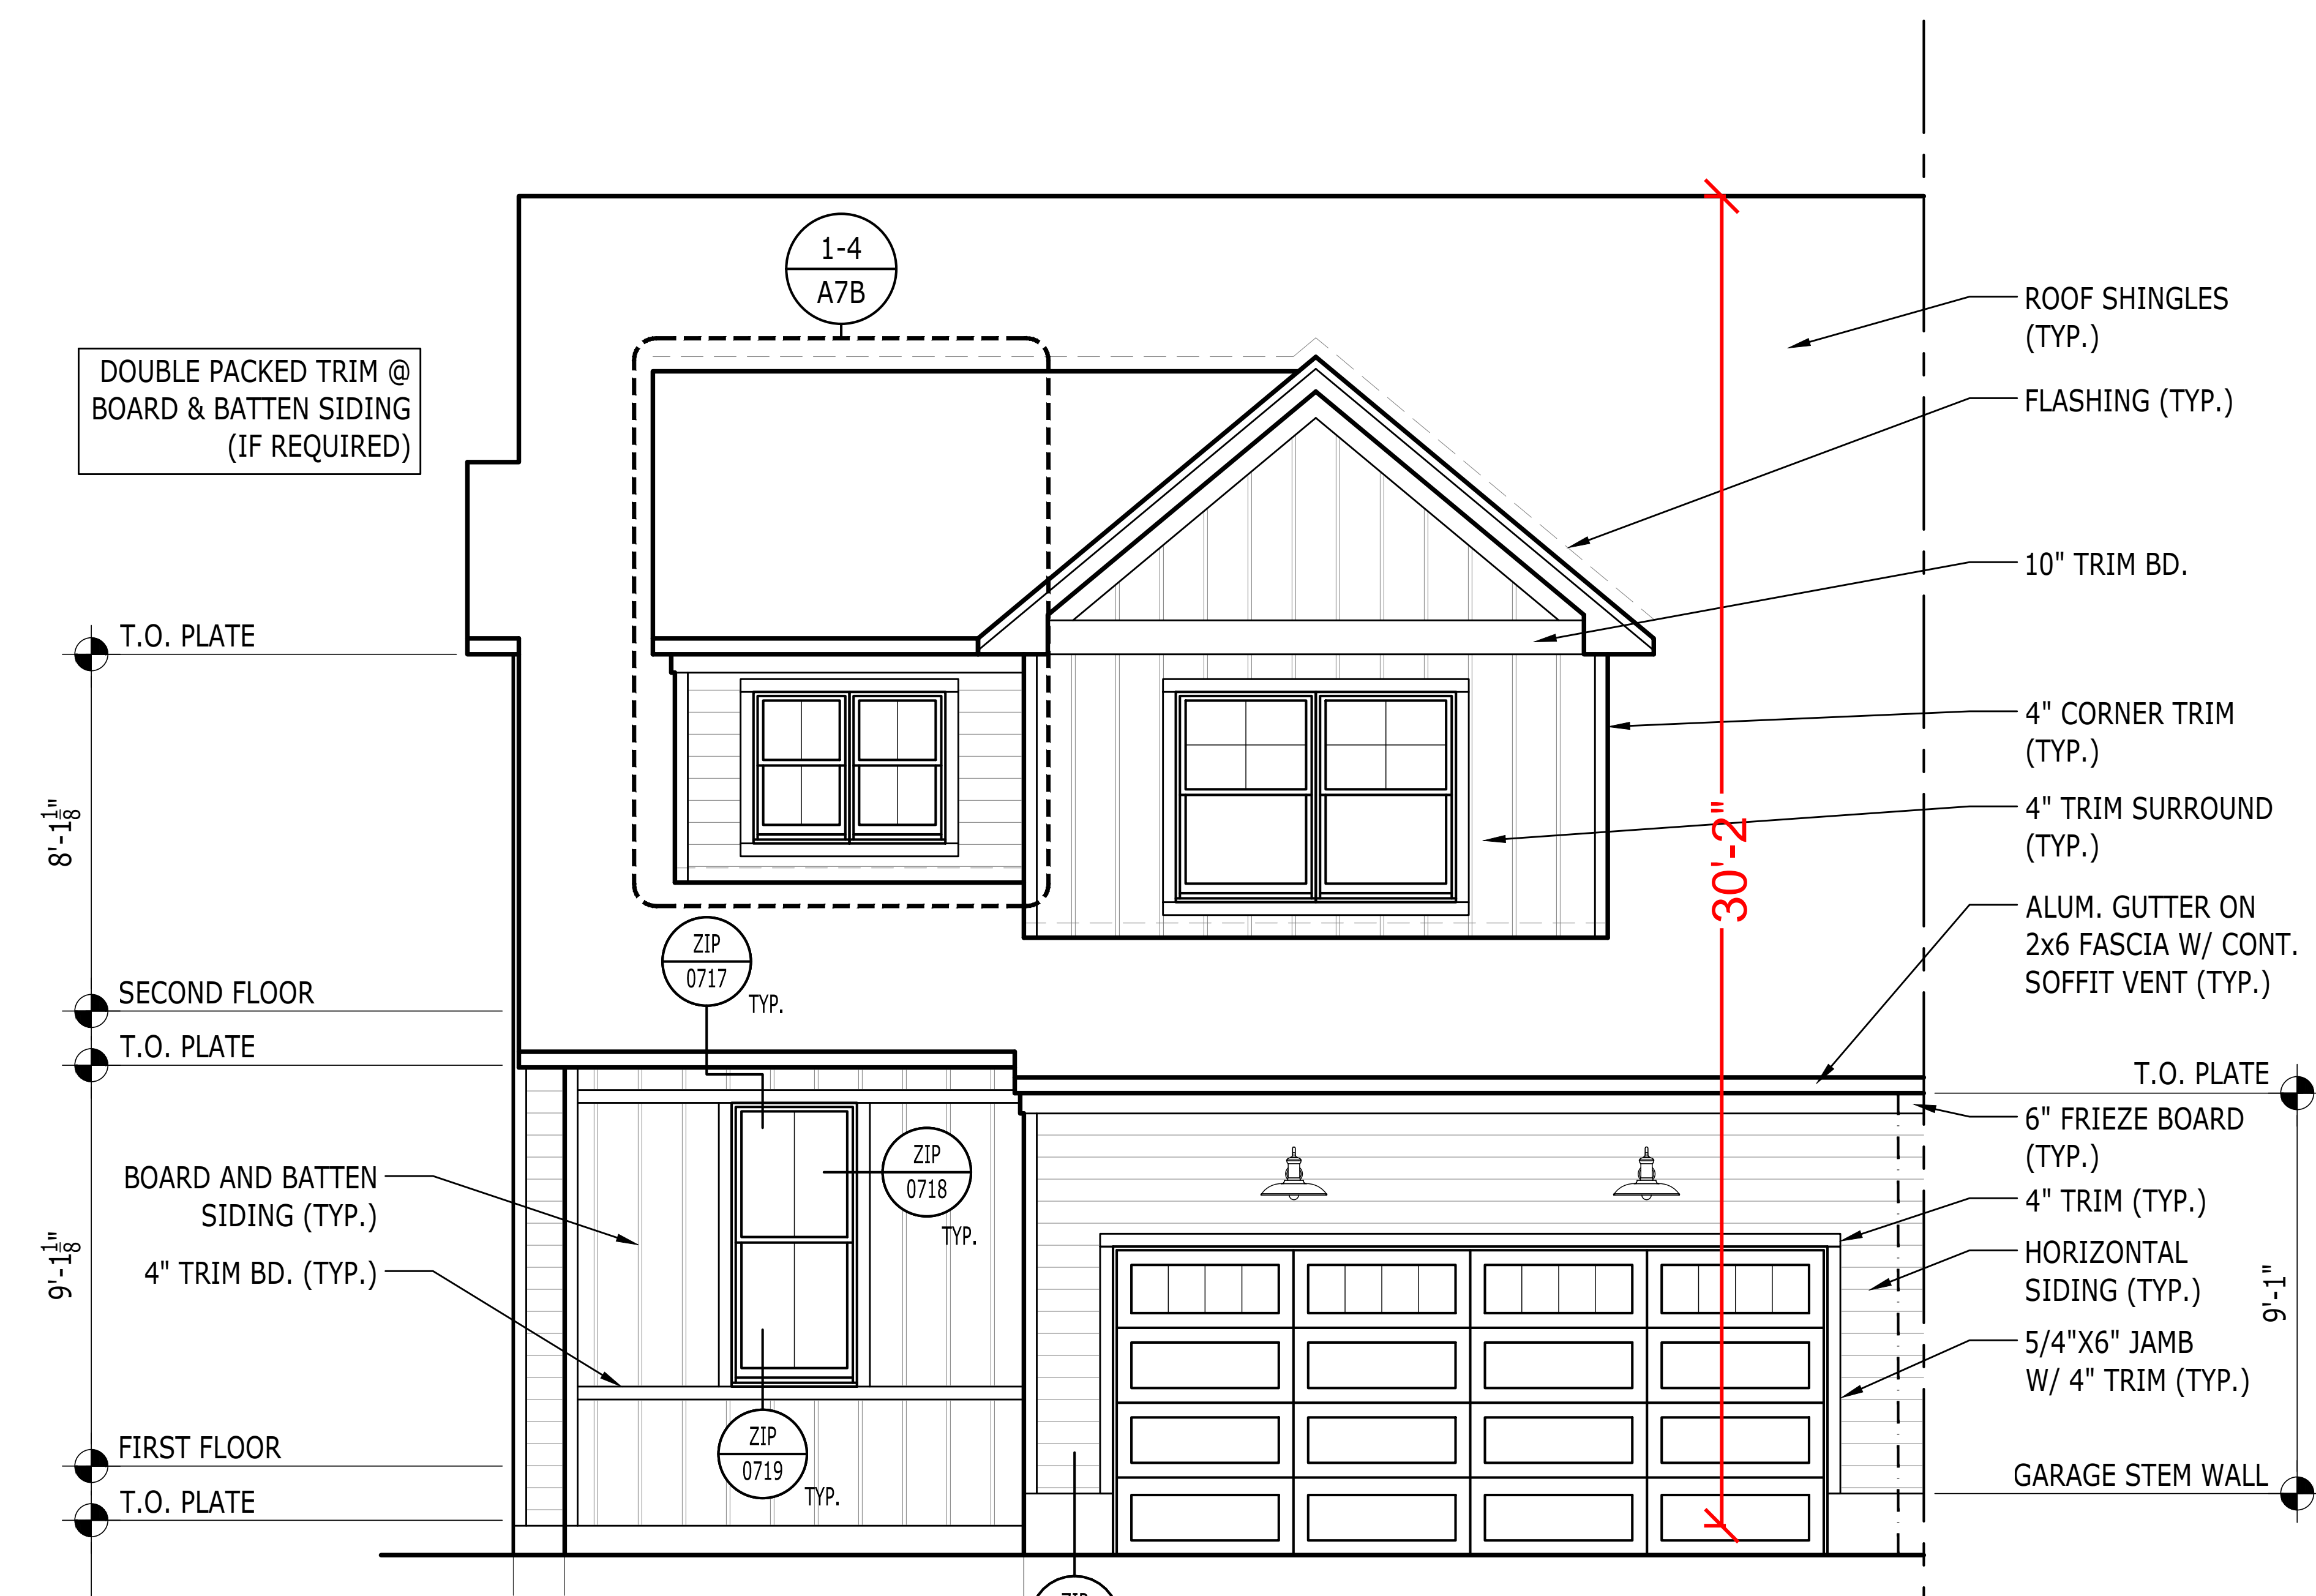 1-4
A7B
DOUBLE PACKED TRIM @
BOARD & BATTEN SIDING
(IF REQUIRED)
T.O. PLATE
8'-1 1/8"
SECOND FLOOR
T.O. PLATE
BOARD AND BATTEN
SIDING (TYP.)
4" TRIM BD. (TYP.)
9'-1 1/8"
FIRST FLOOR
T.O. PLATE
ZIP
0717
TYP.
ZIP
0718
TYP.
ZIP
0719
TYP.
30'-2"
ROOF SHINGLES
(TYP.)
FLASHING (TYP.)
10" TRIM BD.
4" CORNER TRIM
(TYP.)
4" TRIM SURROUND
(TYP.)
ALUM. GUTTER ON
2x6 FASCIA W/ CONT.
SOFFIT VENT (TYP.)
T.O. PLATE
6" FRIEZE BOARD
(TYP.)
4" TRIM (TYP.)
HORIZONTAL
SIDING (TYP.)
9'-1"
5/4"X6" JAMB
W/ 4" TRIM (TYP.)
GARAGE STEM WALL